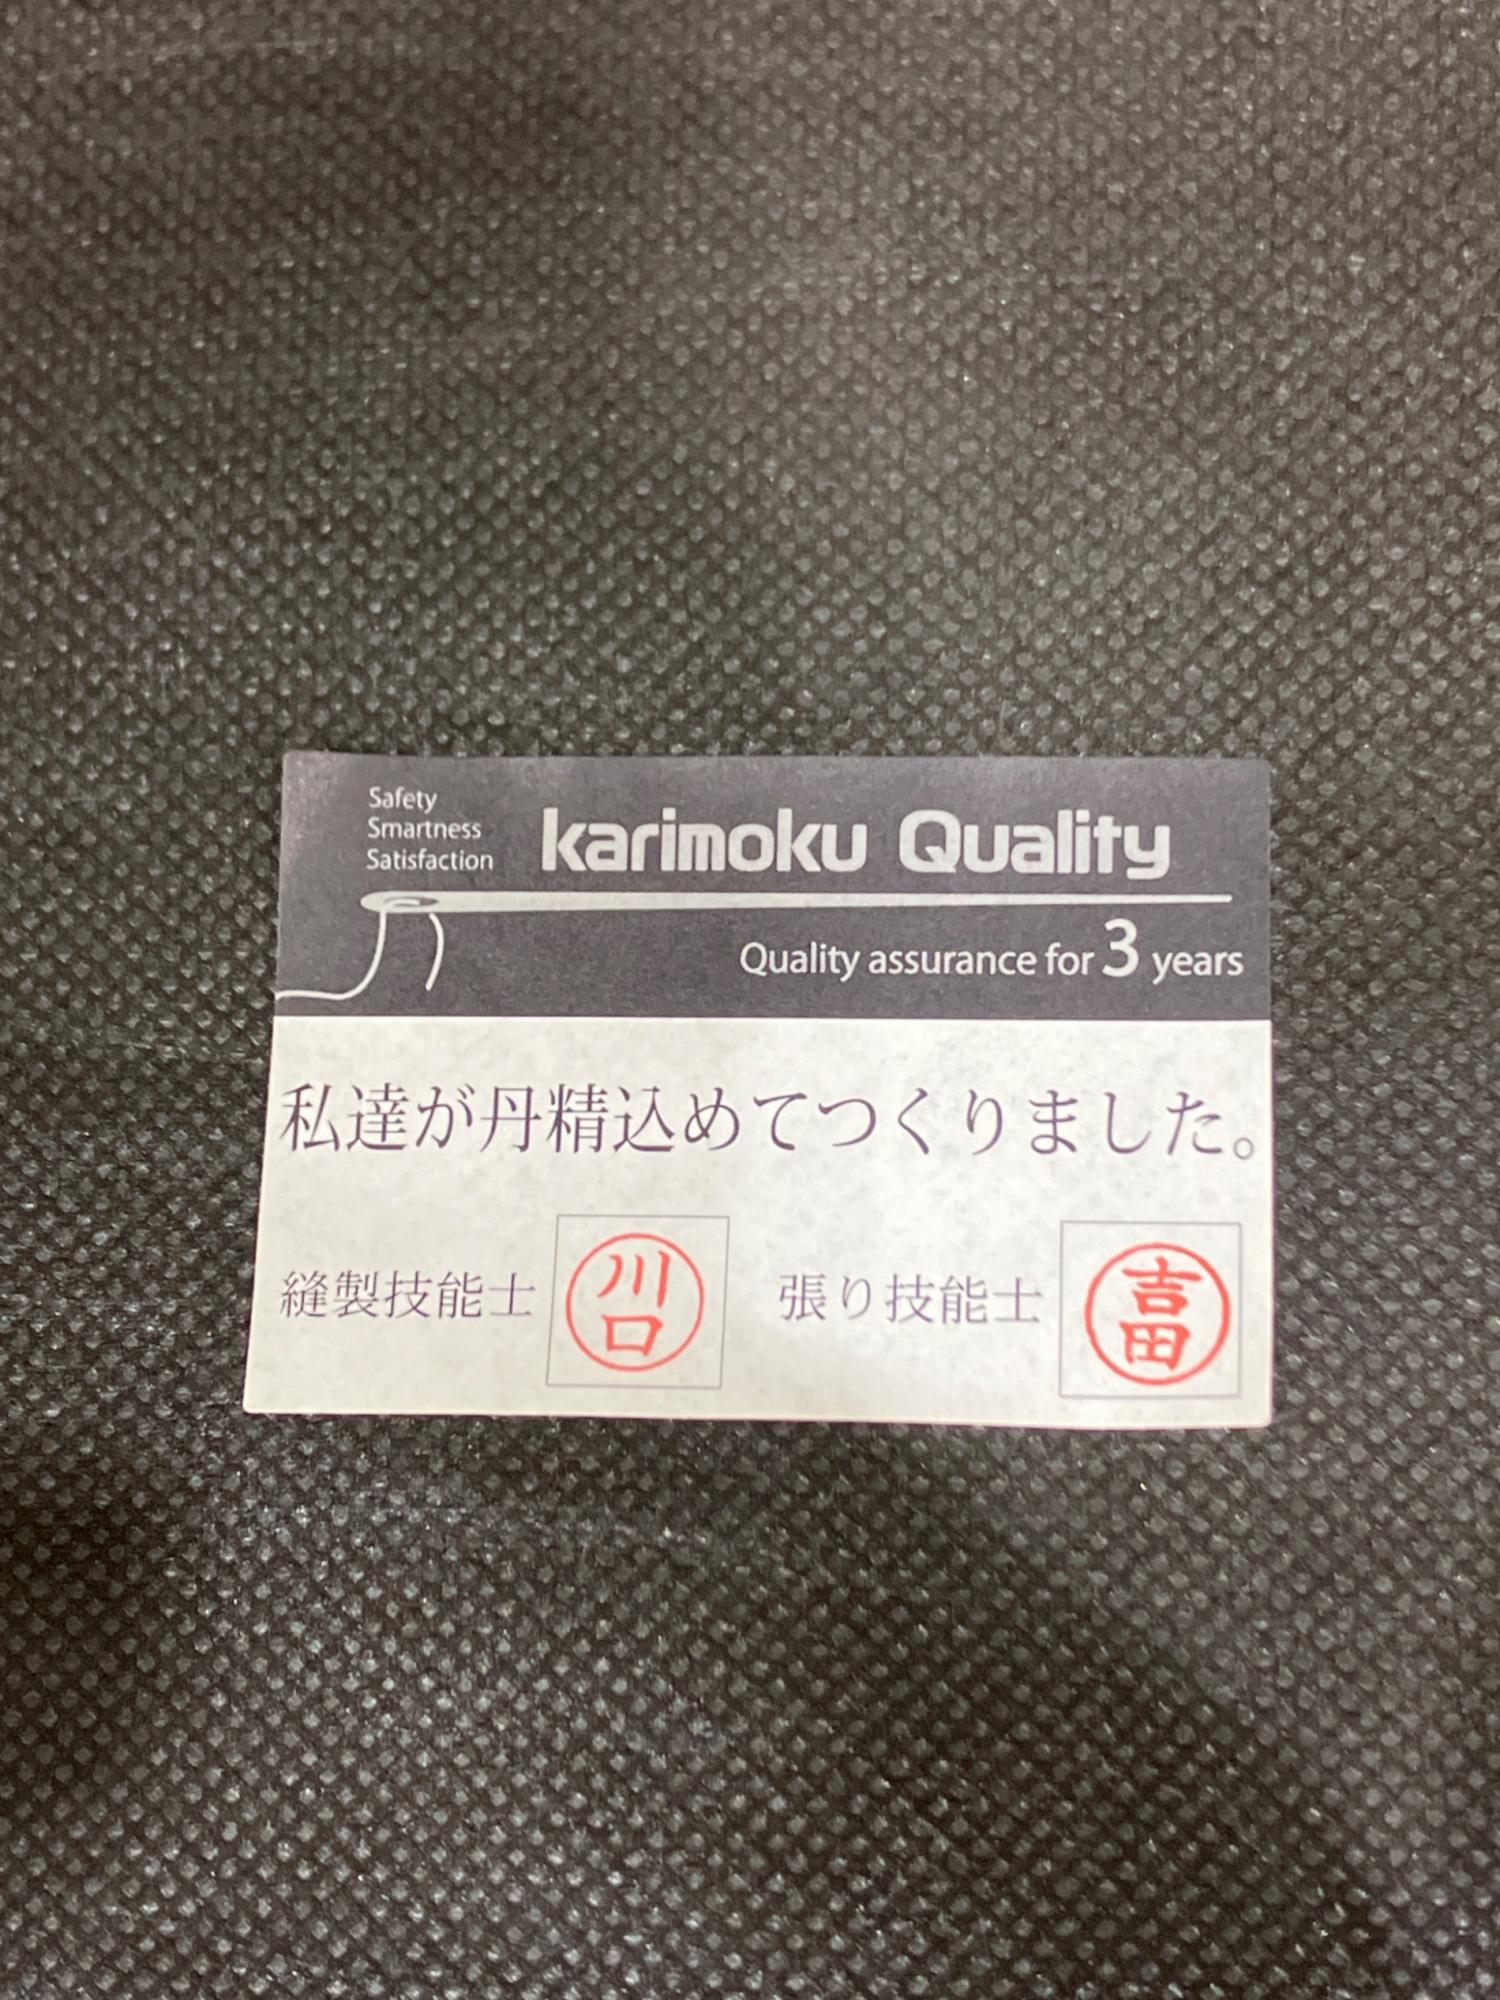 Safety
Smartness
Satisfaction
karimoku Quality
Quality assurance for 3 years
私達が丹精込めてつくりました。
縫製技能士 川口 張り技能士 吉田